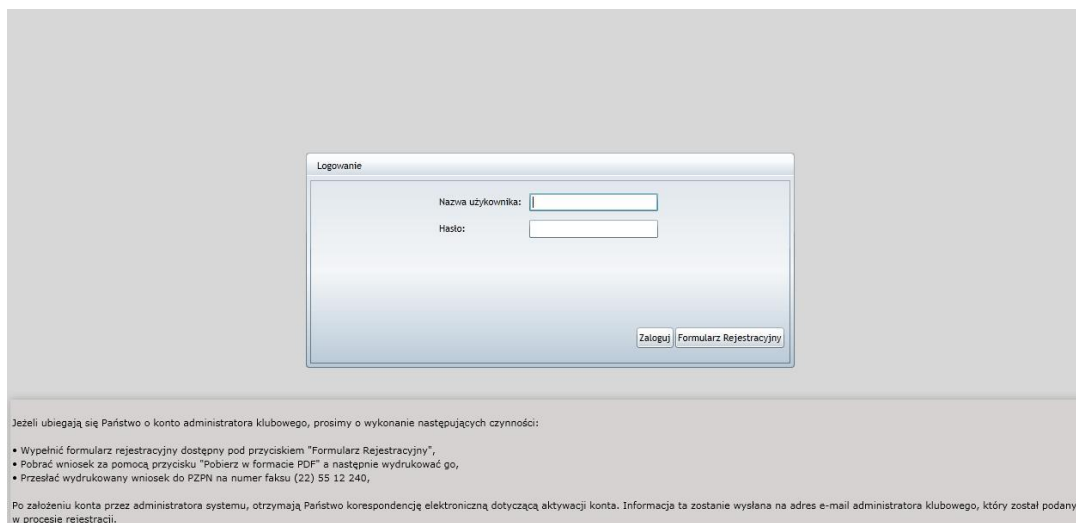 Logowanie
Nazwa użykownika:
Hasło:
Zaloguj Formularz Rejestracyjny
Jeżeli ubiegają się Państwo o konto administratora klubowego, prosimy o wykonanie następujących czynności:
• Wypełnić formularz rejestracyjny dostępny pod przyciskiem "Formularz Rejestracyjny",
• Pobrać wniosek za pomocą przycisku "Pobierz w formacie PDF" a następnie wydrukować go,
• Przesłać wydrukowany wniosek do PZPN na numer faksu (22) 55 12 240,
Po założeniu konta przez administratora systemu, otrzymają Państwo korespondencję elektroniczną dotyczącą aktywacji konta. Informacja ta zostanie wysłana na adres e-mail administratora klubowego, który został podany
w procesie rejestracji.